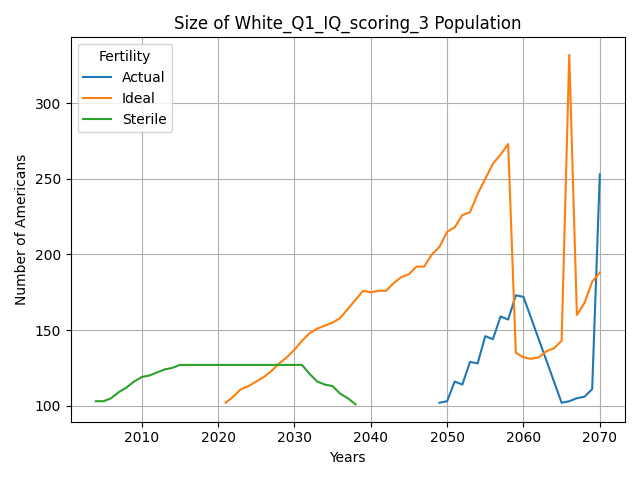 Size of White_Q1_IQ_scoring_3 Population
Fertility
Actual
Ideal
Sterile
Number of Americans
300
250
200
150
100
2010
2020
2030
2040
2050
2060
2070
Years